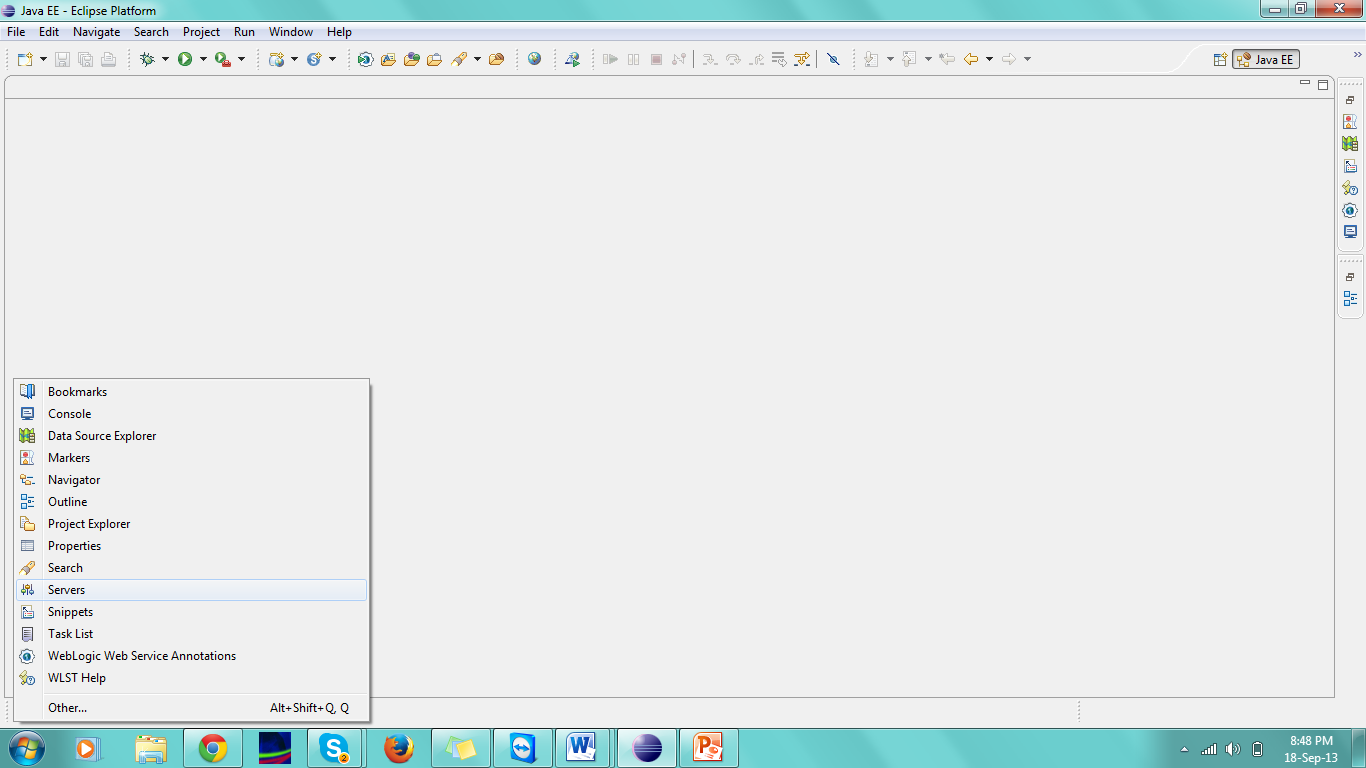 Java EE - Eclipse Platform
File Edit Navigate Search Project Run Window Help
Java EE
Bookmarks
Console
Data Source Explorer
Markers
Navigator
Outline
Project Explorer
Properties
Search
Servers
Snippets
Task List
WebLogic Web Service Annotations
WLST Help
Other... Alt+Shift+Q, Q
2
8:48 PM
18-Sep-13